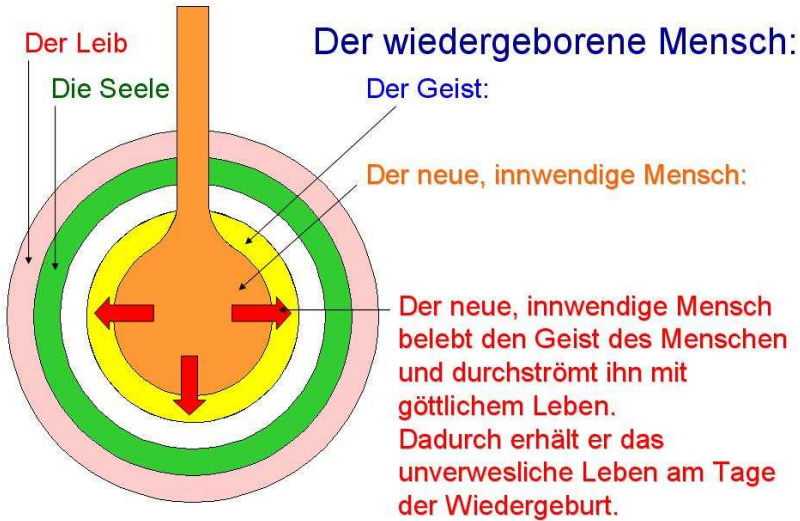 Der wiedergeborene Mensch:
Der Leib
Die Seele
Der Geist:
Der neue, innwendige Mensch:
Der neue, innwendige Mensch
belebt den Geist des Menschen
und durchströmt ihn mit
göttlichem Leben.
Dadurch erhält er das
unverwesliche Leben am Tage
der Wiedergeburt.